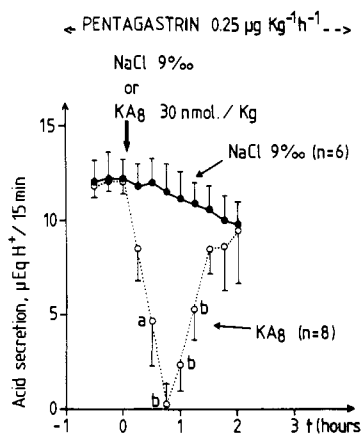 <-- PENTAGASTRIN 0.25 µg Kg⁻¹h⁻¹ -->
NaCl 9‰
or
KA₈ 30 nmol./Kg
NaCl 9‰ (n=6)
15
10
5
0
a
b
b
b
KA₈ (n=8)
-1 0 1 2 3 t(hours
Acid secretion, µEq H⁺/ 15 min